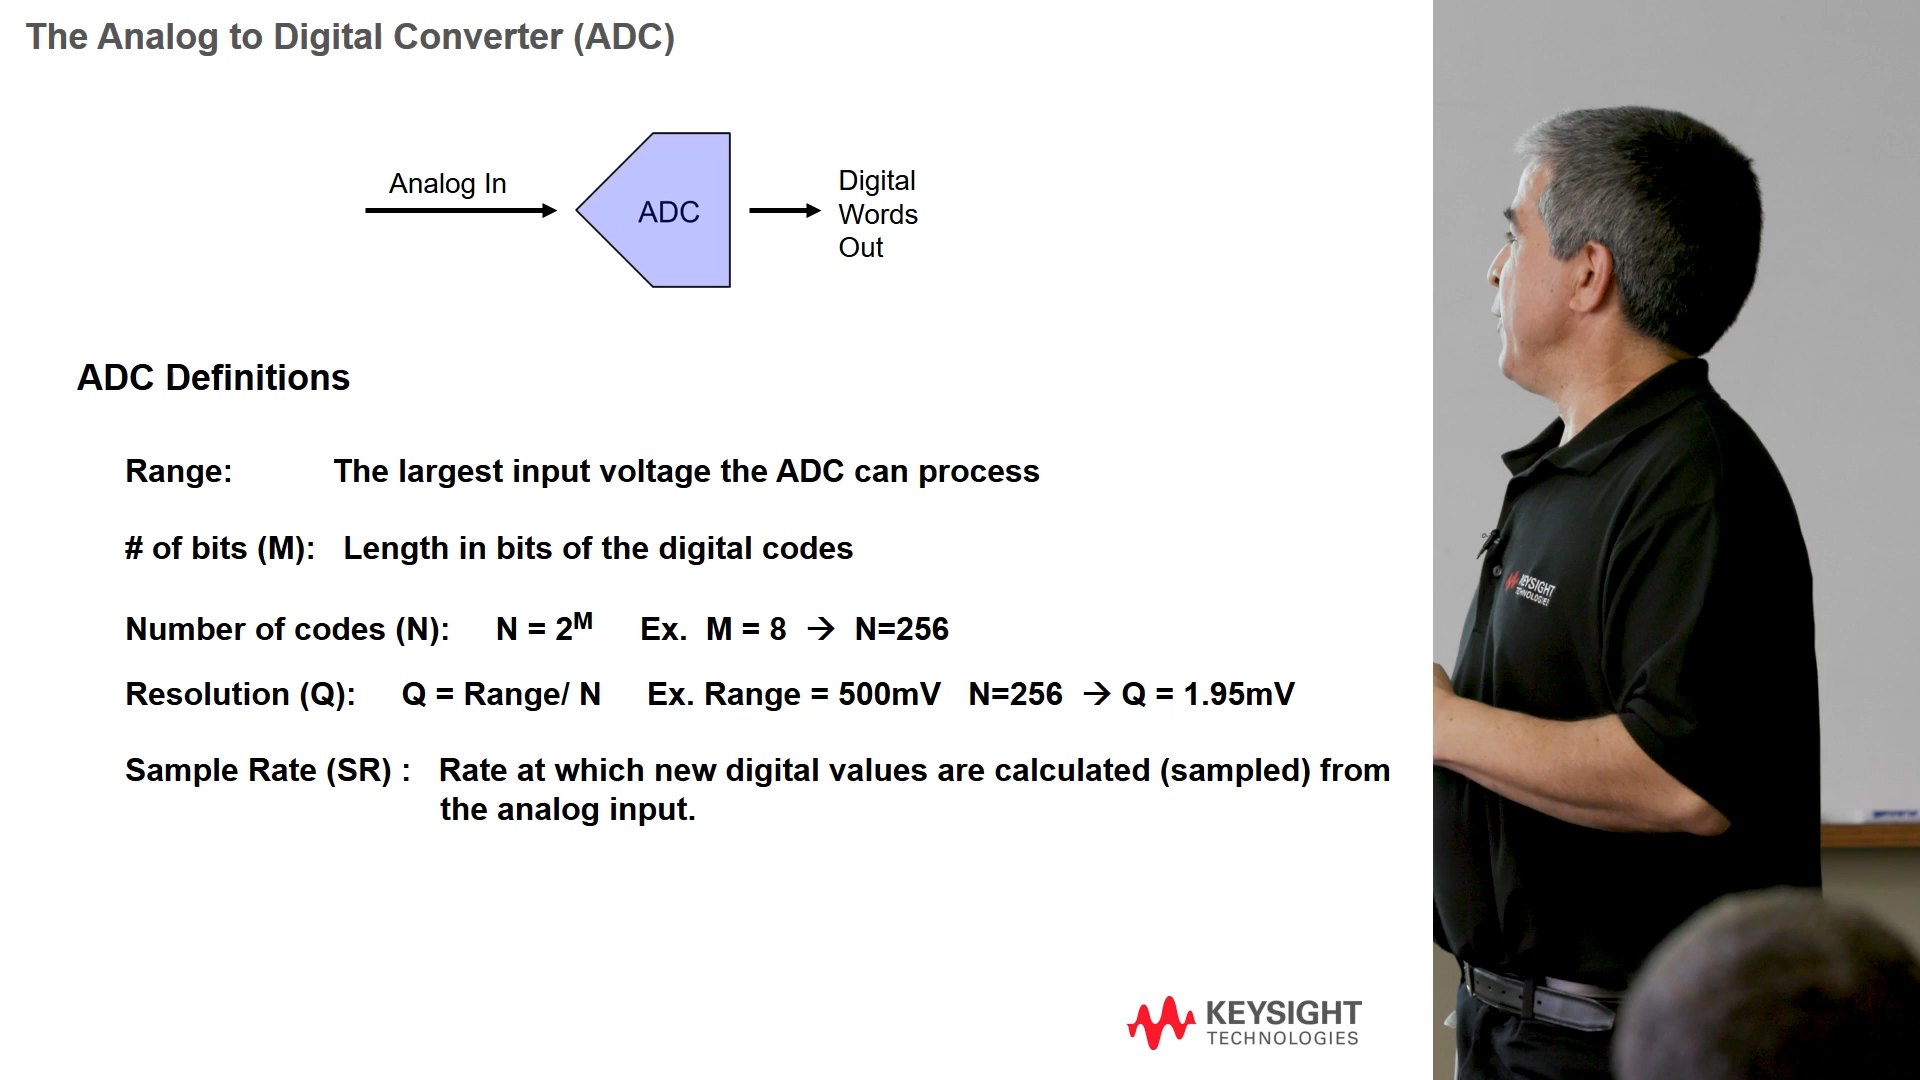 The Analog to Digital Converter (ADC)
Analog In
ADC
Digital
Words
Out
ADC Definitions
Range: The largest input voltage the ADC can process
# of bits (M): Length in bits of the digital codes
Number of codes (N): N = 2^M Ex. M = 8 → N=256
Resolution (Q): Q = Range/ N Ex. Range = 500mV N=256 → Q = 1.95mV
Sample Rate (SR) : Rate at which new digital values are calculated (sampled) from
the analog input.
KEYSIGHT
TECHNOLOGIES
KEYSIGHT
TECHNOLOGIES